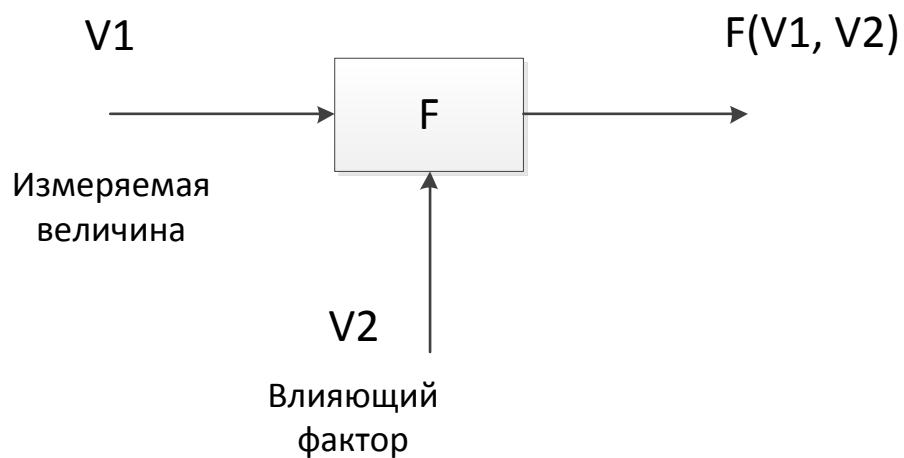 V1
F(V1, V2)
F
Измеряемая
величина
V2
Влияющий
фактор